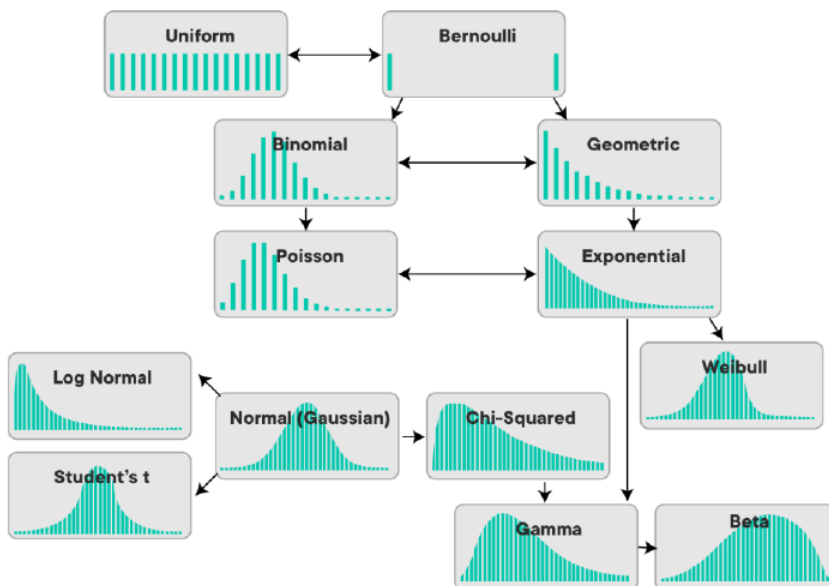 Uniform
Bernoulli
Binomial
Geometric
Poisson
Exponential
Weibull
Log Normal
Normal (Gaussian)
Chi-Squared
Student's t
Gamma
Beta